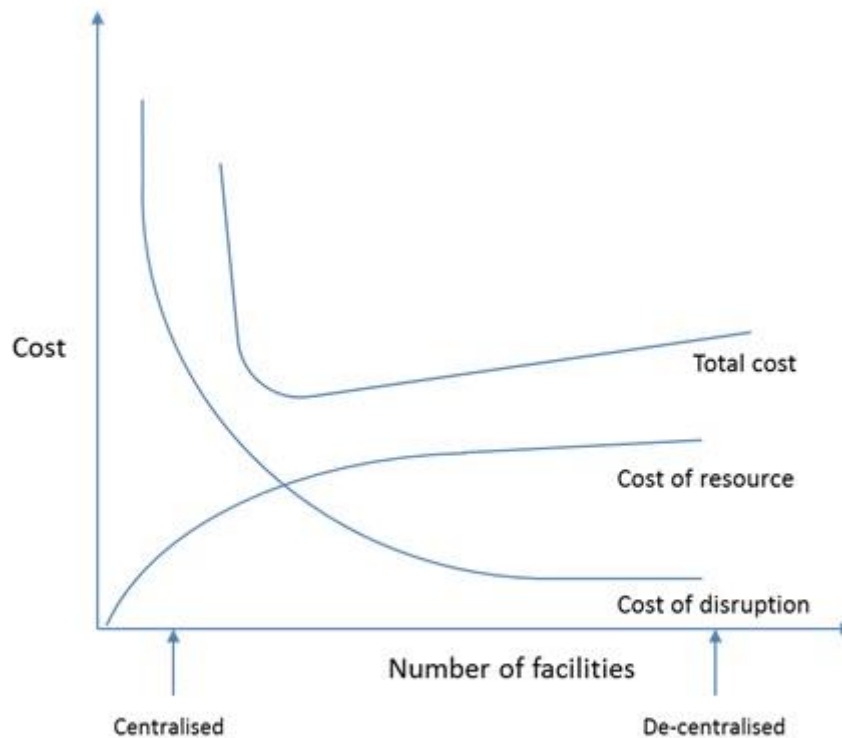 Cost
Total cost
Cost of resource
Cost of disruption
Number of facilities
Centralised
De-centralised